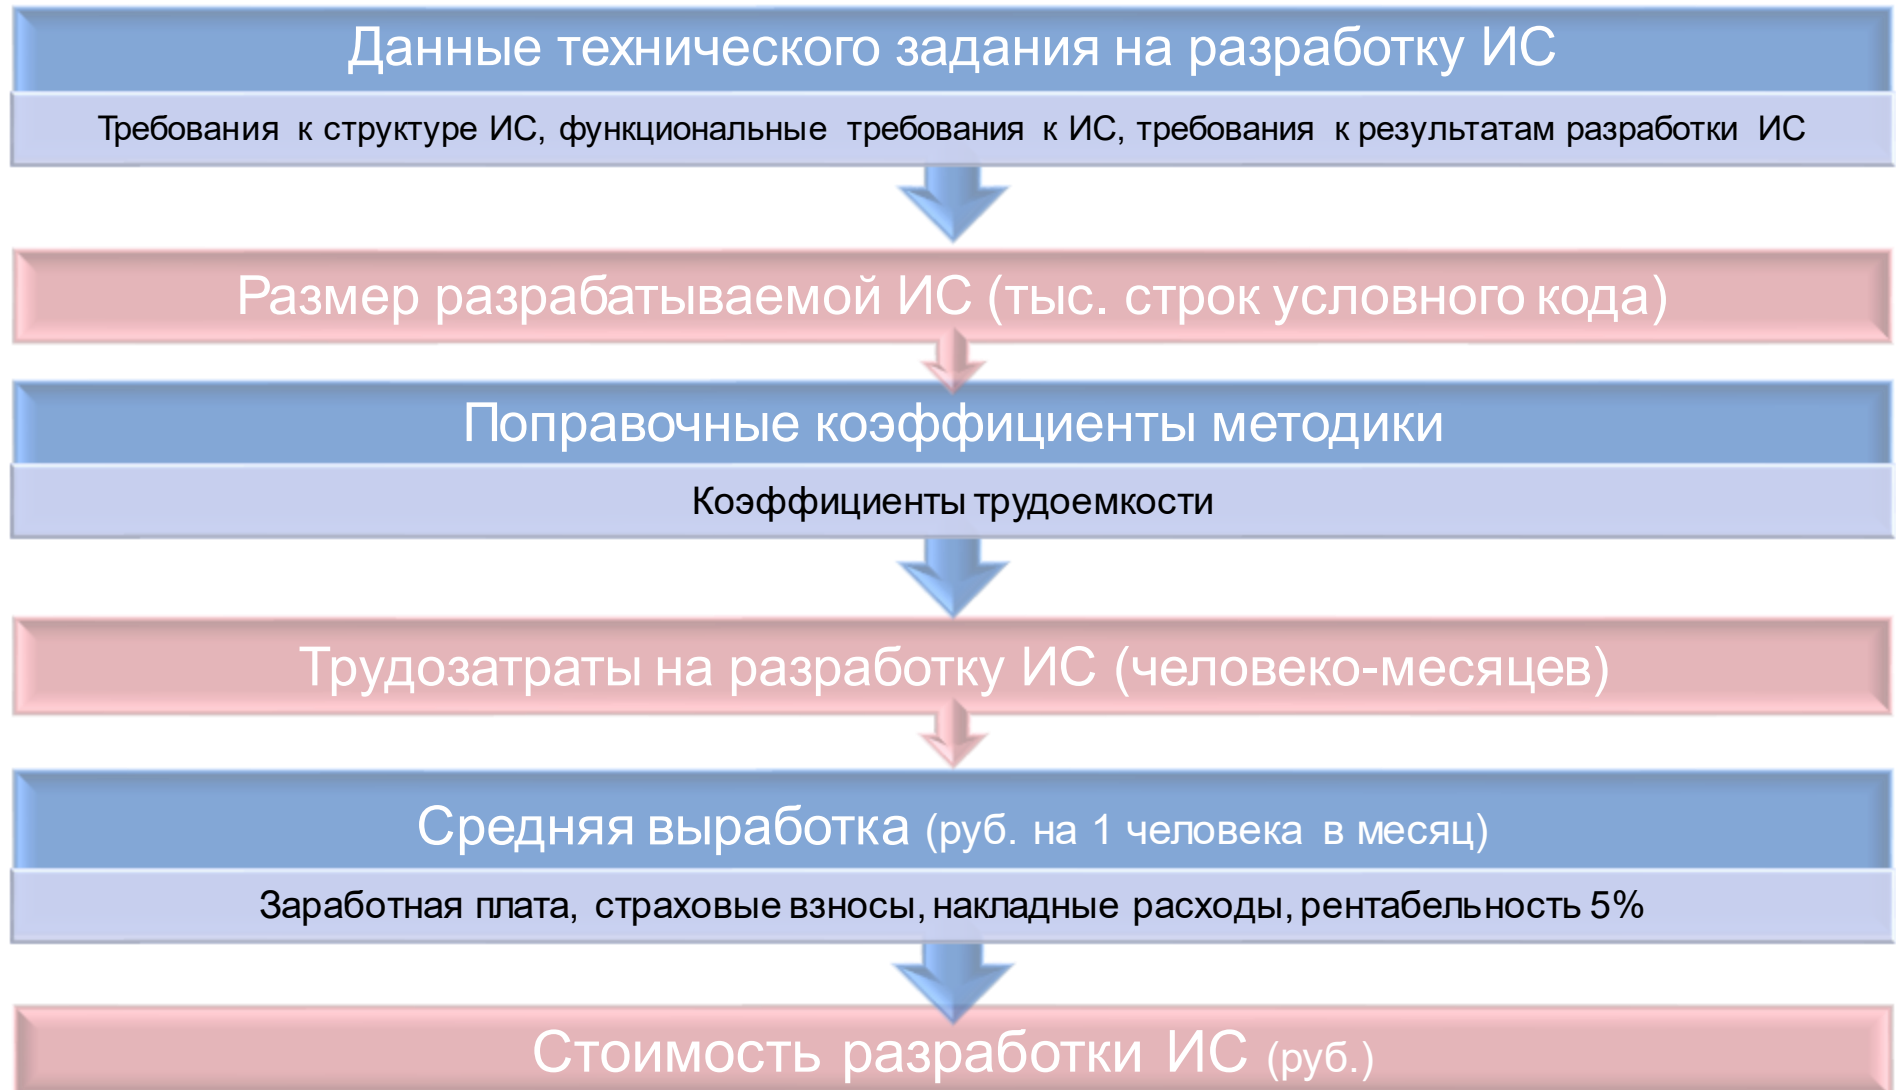 Данные технического задания на разработку ИС
Требования к структуре ИС, функциональные требования к ИС, требования к результатам разработки ИС
Размер разрабатываемой ИС (тыс. строк условного кода)
Поправочные коэффициенты методики
Коэффициенты трудоемкости
Трудозатраты на разработку ИС (человеко-месяцев)
Средняя выработка (руб. на 1 человека в месяц)
Заработная плата, страховые взносы, накладные расходы, рентабельность 5%
Стоимость разработки ИС (руб.)